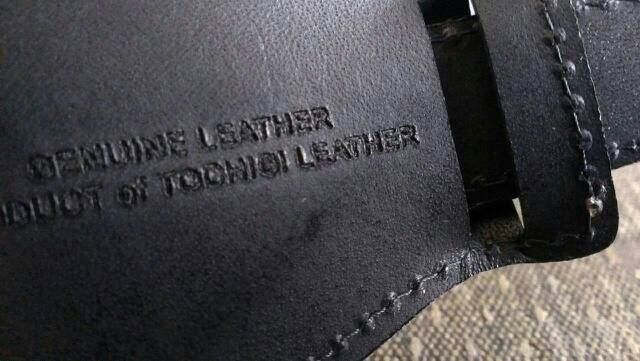 GENUINE LEATHER
ODUCT of TOCHIGI LEATHER